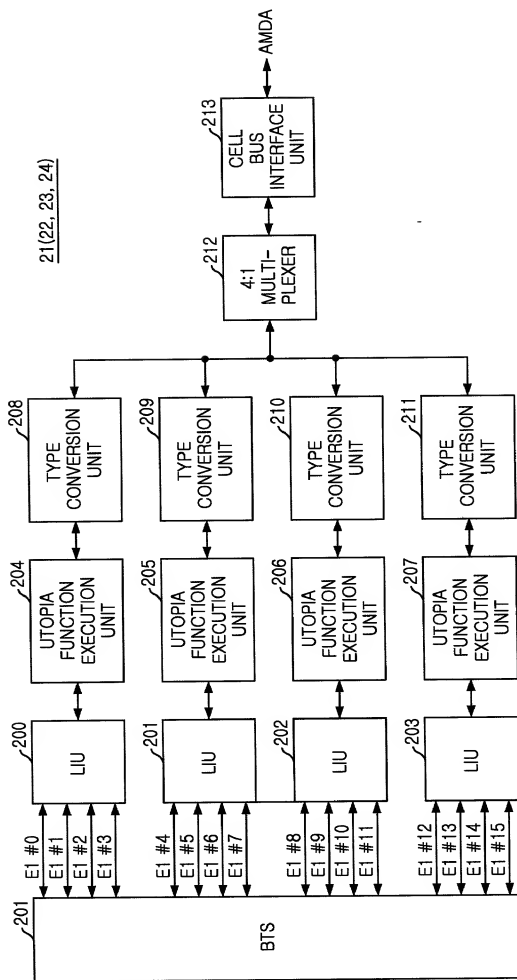 21(22, 23, 24)
201
BTS
E1 #0
E1 #1
E1 #2
E1 #3
E1 #4
E1 #5
E1 #6
E1 #7
E1 #8
E1 #9
E1 #10
E1 #11
E1 #12
E1 #13
E1 #14
E1 #15
200
LIU
201
LIU
202
LIU
203
LIU
204
UTOPIA
FUNCTION
EXECUTION
UNIT
205
UTOPIA
FUNCTION
EXECUTION
UNIT
206
UTOPIA
FUNCTION
EXECUTION
UNIT
207
UTOPIA
FUNCTION
EXECUTION
UNIT
208
TYPE
CONVERSION
UNIT
209
TYPE
CONVERSION
UNIT
210
TYPE
CONVERSION
UNIT
211
TYPE
CONVERSION
UNIT
212
4:1
MULTI-
PLEXER
213
CELL
BUS
INTERFACE
UNIT
AMDA